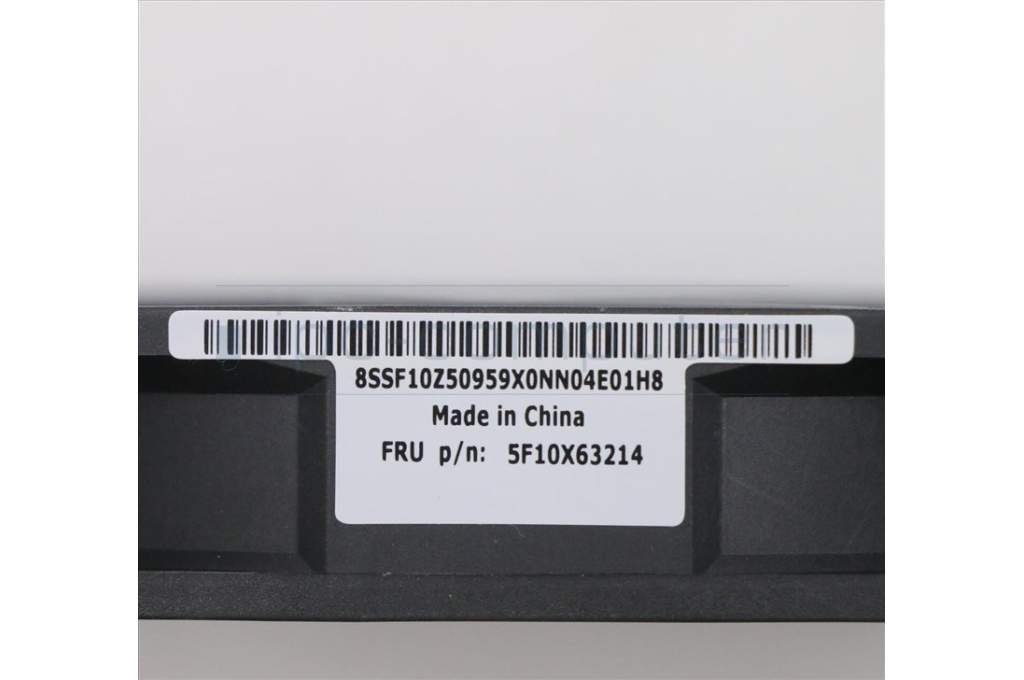 8SSF10Z50959X0NN04E01H8
Made in China
FRU p/n: 5F10X63214